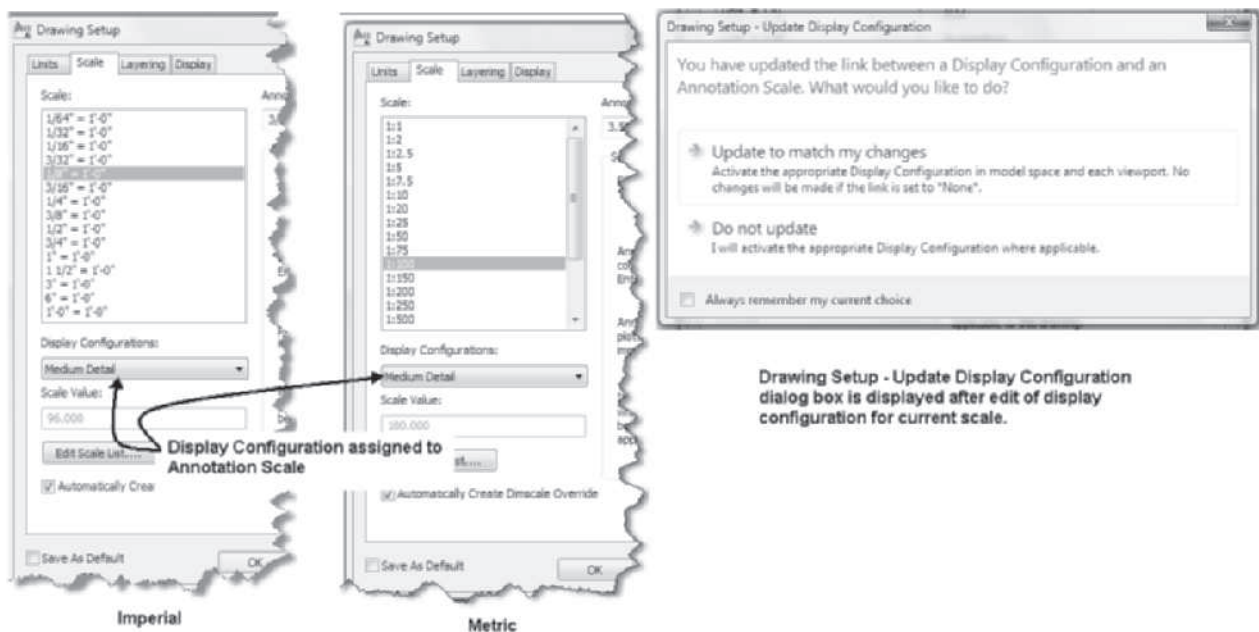 Drawing Setup
Units Scale Layering Display
Scale:
1/64" = 1'-0"
1/32" = 1'-0"
1/16" = 1'-0"
3/32" = 1'-0"
1/8" = 1'-0"
3/16" = 1'-0"
1/4" = 1'-0"
3/8" = 1'-0"
1/2" = 1'-0"
3/4" = 1'-0"
1" = 1'-0"
1 1/2" = 1'-0"
3" = 1'-0"
6" = 1'-0"
1'-0" = 1'-0"
Display Configurations:
Medium Detail
Scale Value:
96.000
Edit Scale List....
Automatically Crea
Save As Default
OK
Imperial
Drawing Setup
Units Scale Layering Display
Scale:
1:1
1:2
1:2.5
1:5
1:7.5
1:10
1:20
1:25
1:50
1:75
1:100
1:150
1:200
1:250
1:500
Display Configurations:
Medium Detail
Scale Value:
100.000
st....
Automatically Create Dimscale Override
Save As Default
OK
Metric
Display Configuration assigned to
Annotation Scale
Drawing Setup - Update Display Configuration
You have updated the link between a Display Configuration and an
Annotation Scale. What would you like to do?
Update to match my changes
Activate the appropriate Display Configuration in model space and each viewport. No
changes will be made if the link is set to "None".
Do not update
I will activate the appropriate Display Configuration where applicable.
Always remember my current choice
Drawing Setup - Update Display Configuration
dialog box is displayed after edit of display
configuration for current scale.